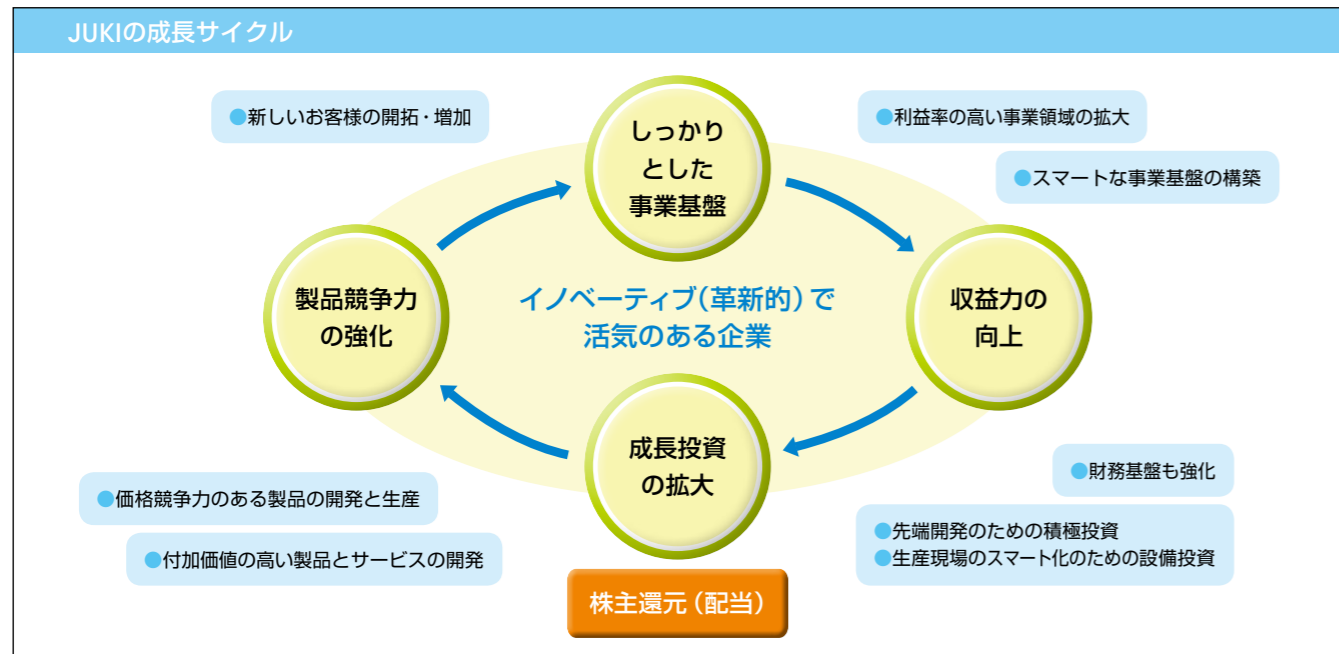 JUKIの成長サイクル
●新しいお客様の開拓・増加
しっかり
とした
事業基盤
●利益率の高い事業領域の拡大
●スマートな事業基盤の構築
製品競争力
の強化
イノベーティブ(革新的)で
活気のある企業
収益力の
向上
成長投資
の拡大
●財務基盤も強化
●価格競争力のある製品の開発と生産
●先端開発のための積極投資
●生産現場のスマート化のための設備投資
●付加価値の高い製品とサービスの開発
株主還元(配当)